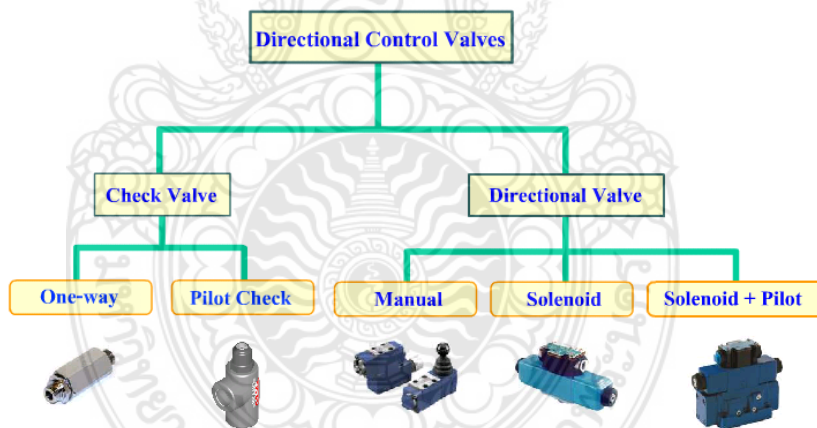 Directional Control Valves
Check Valve
Directional Valve
One-way
Pilot Check
Manual
Solenoid
Solenoid + Pilot